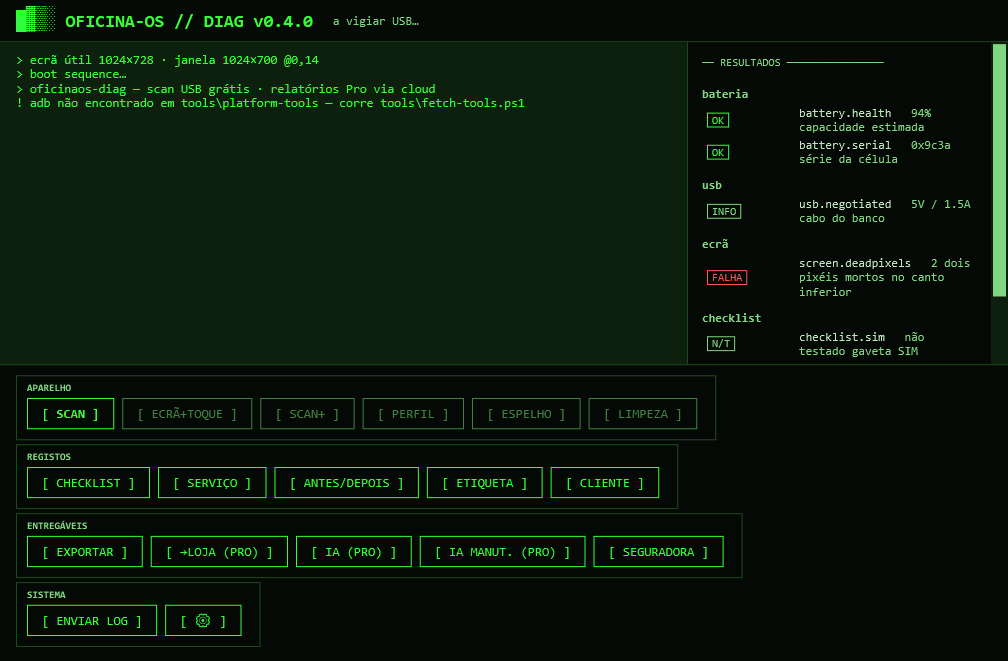 OFICINA-OS // DIAG v0.4.0 a vigiar USB…
> ecrã útil 1024×728 · janela 1024×700 @0,14
> boot sequence…
> oficinaos-diag — scan USB grátis · relatórios Pro via cloud
! adb não encontrado em tools\platform-tools — corre tools\fetch-tools.ps1
── RESULTADOS ───────────────
bateria
OK battery.health 94%
capacidade estimada
OK battery.serial 0x9c3a
série da célula
usb
INFO usb.negotiated 5V / 1.5A
cabo do banco
ecrã
FALHA screen.deadpixels 2 dois
pixéis mortos no canto
inferior
checklist
N/T checklist.sim não
testado gaveta SIM
APARELHO
[ SCAN ] [ ECRÃ+TOQUE ] [ SCAN+ ] [ PERFIL ] [ ESPELHO ] [ LIMPEZA ]
REGISTOS
[ CHECKLIST ] [ SERVIÇO ] [ ANTES/DEPOIS ] [ ETIQUETA ] [ CLIENTE ]
ENTREGÁVEIS
[ EXPORTAR ] [ →LOJA (PRO) ] [ IA (PRO) ] [ IA MANUT. (PRO) ] [ SEGURADORA ]
SISTEMA
[ ENVIAR LOG ] [ ⚙ ]